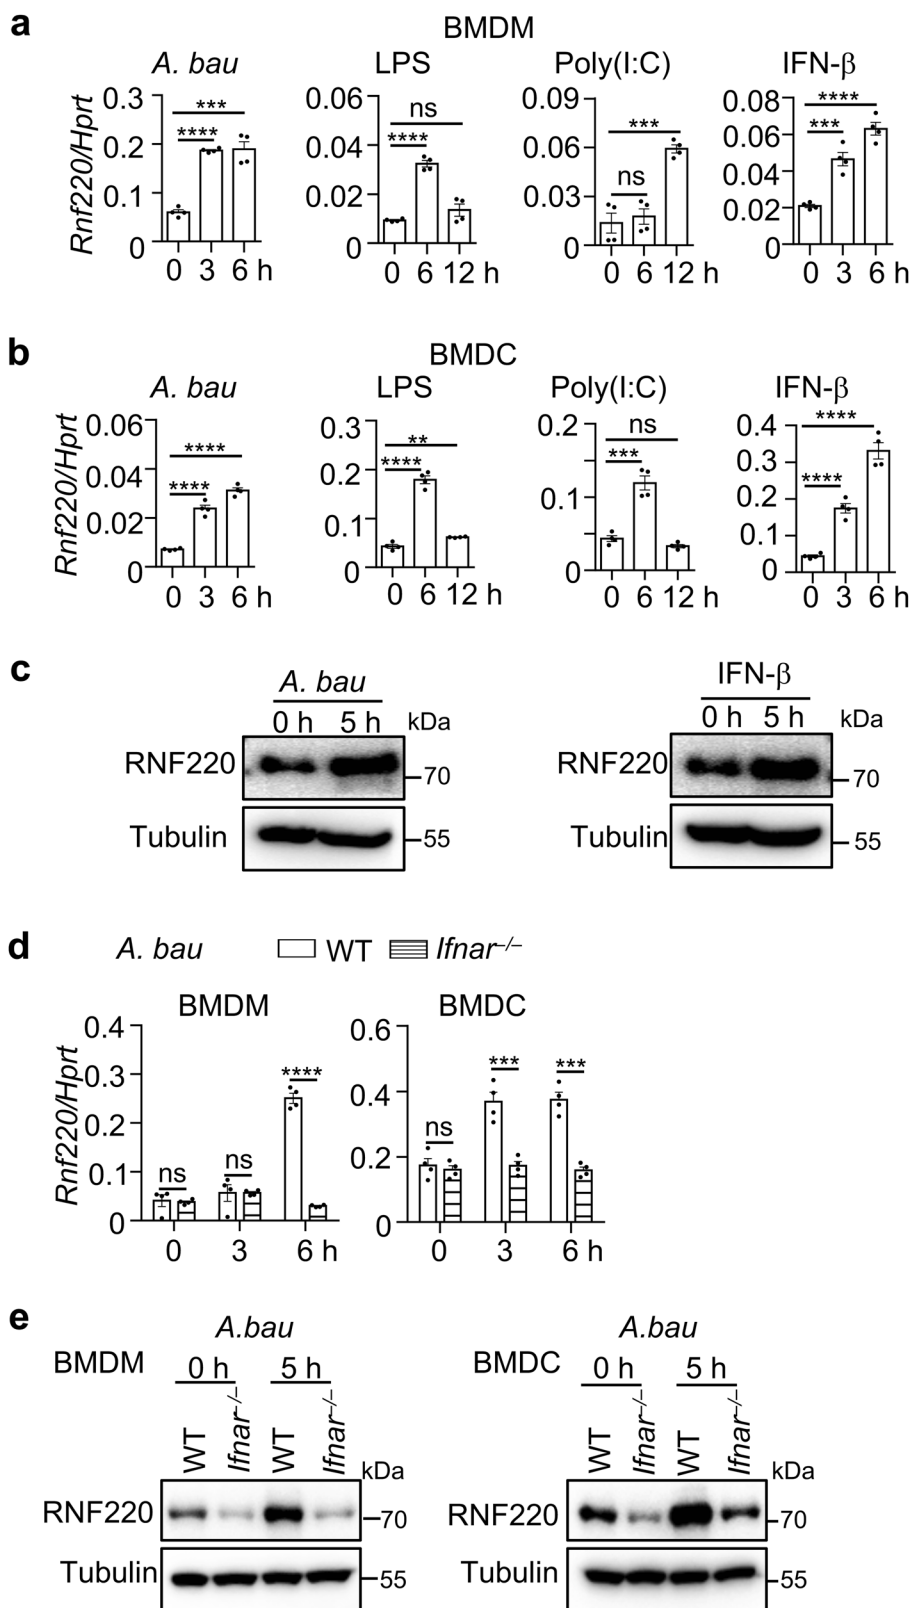 a
BMDM
A. bau LPS Poly(I:C) IFN-β
Rnf220/Hprt
0.3 0.2 0.1 0
*** ****
0 3 6 h
0.06 0.04 0.02 0
ns ****
0 6 12 h
0.09 0.06 0.03 0
*** ns
0 6 12 h
0.08 0.06 0.04 0.02 0
**** ***
0 3 6 h
b
BMDC
A. bau LPS Poly(I:C) IFN-β
Rnf220/Hprt
0.06 0.04 0.02 0
**** ****
0 3 6 h
0.3 0.2 0.1 0
** ****
0 6 12 h
0.2 0.1 0
ns ***
0 6 12 h
0.4 0.3 0.2 0.1 0
**** ****
0 3 6 h
c
A. bau
0 h 5 h kDa
RNF220 70
Tubulin 55
IFN-β
0 h 5 h kDa
RNF220 70
Tubulin 55
d
A. bau WT Ifnar–/–
BMDM
Rnf220/Hprt
0.4 0.3 0.2 0.1 0
ns ns ****
0 3 6 h
BMDC
0.6 0.4 0.2 0
ns *** ***
0 3 6 h
e
A.bau
BMDM 0 h 5 h
WT Ifnar–/– WT Ifnar–/– kDa
RNF220 70
Tubulin 55
A.bau
BMDC 0 h 5 h
WT Ifnar–/– WT Ifnar–/– kDa
RNF220 70
Tubulin 55